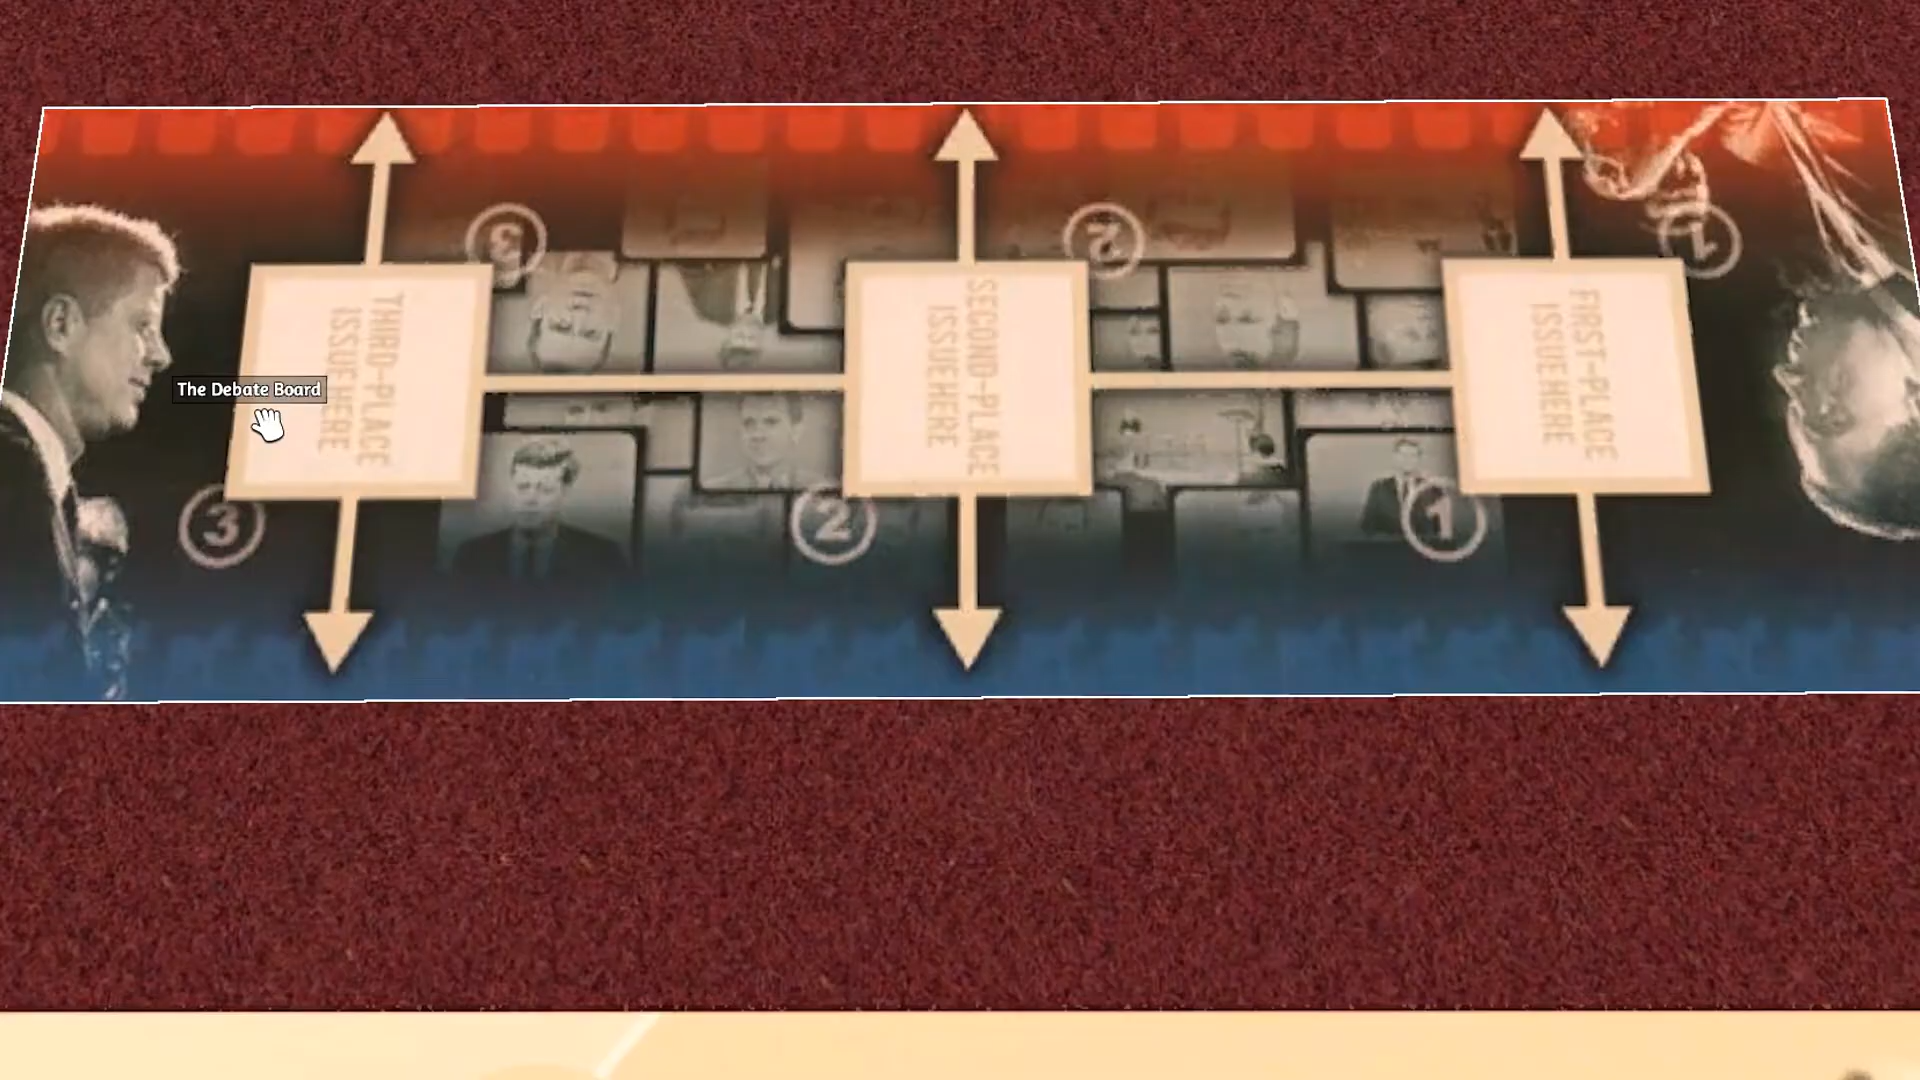 3
2
1
THIRD-PLACE
ISSUE HERE
SECOND-PLACE
ISSUE HERE
FIRST-PLACE
ISSUE HERE
The Debate Board
3
2
1